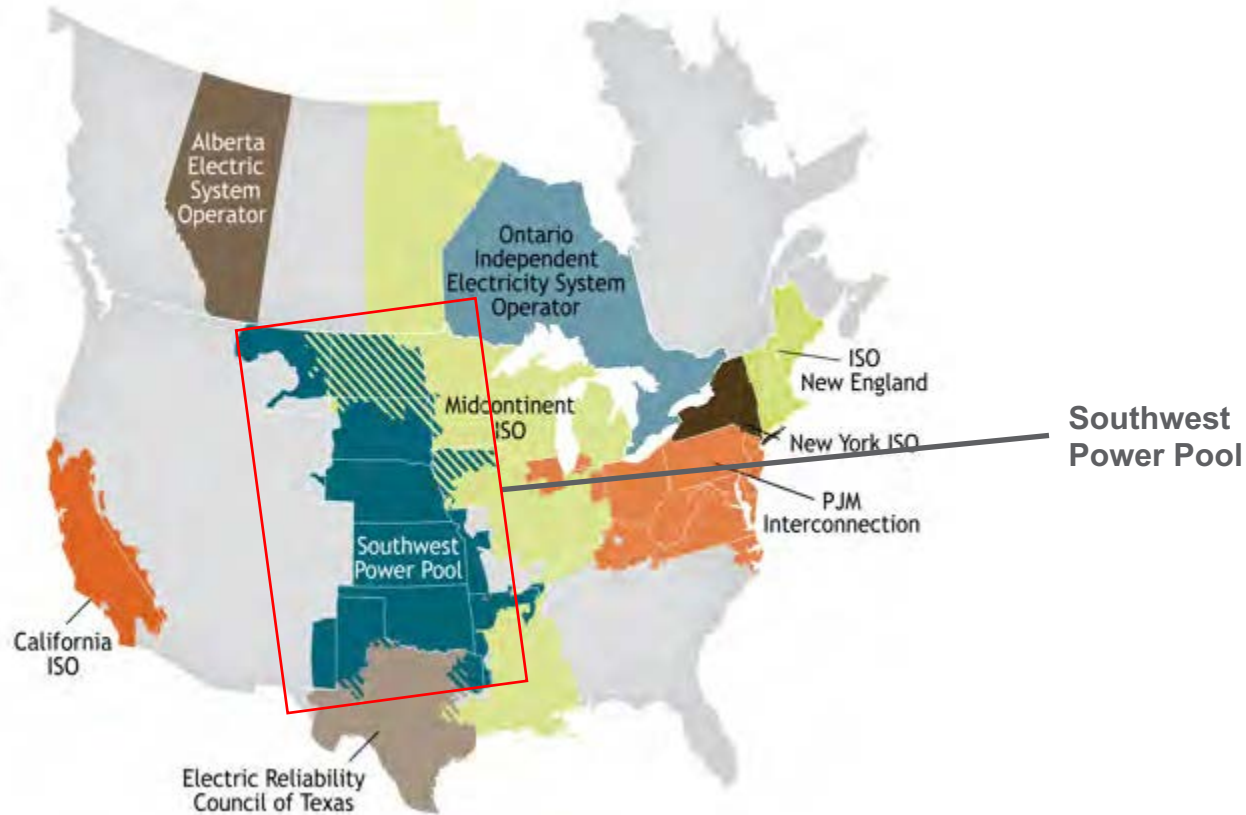 Alberta
Electric
System
Operator
Ontario
Independent
Electricity System
Operator
ISO
New England
Midcontinent
ISO
New York ISO
Southwest
Power Pool
PJM
Interconnection
Southwest
Power Pool
California
ISO
Electric Reliability
Council of Texas